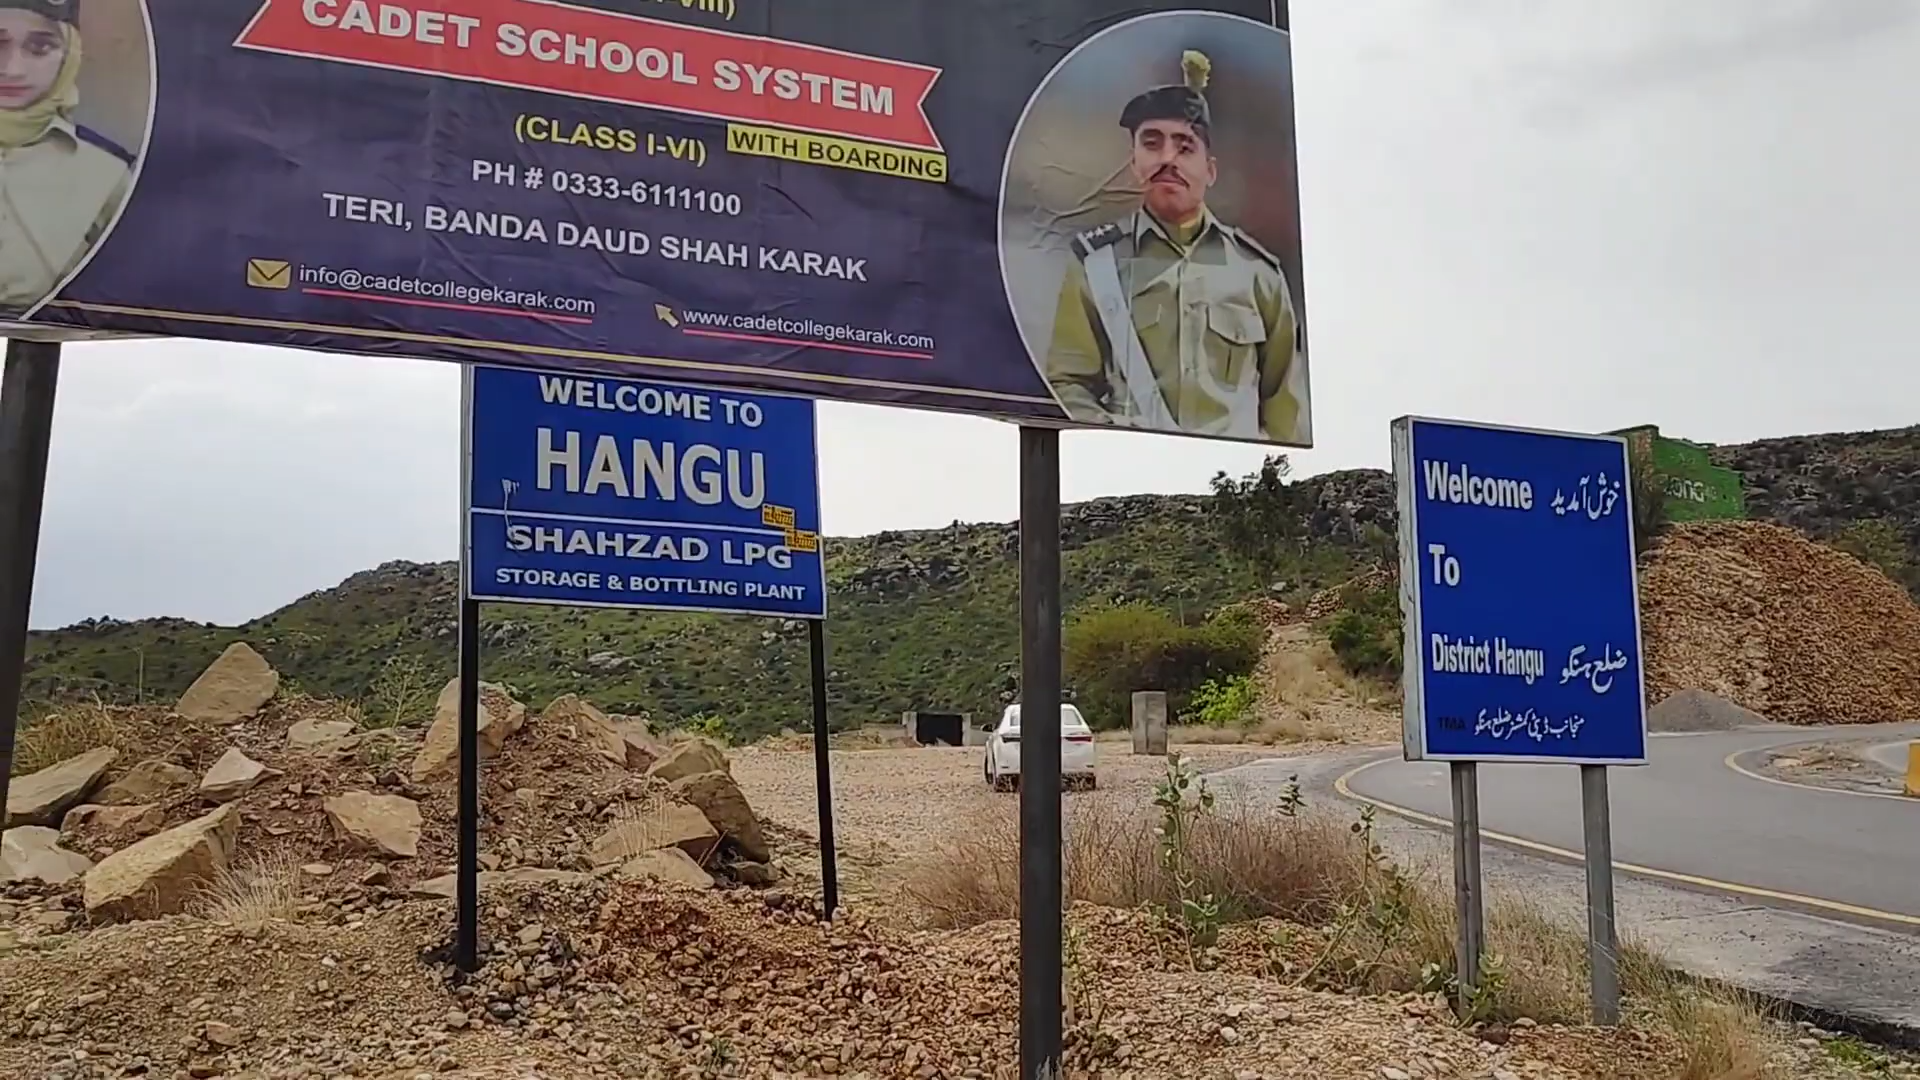 CADET SCHOOL SYSTEM
(CLASS I-VI) WITH BOARDING
PH # 0333-6111100
TERI, BANDA DAUD SHAH KARAK
info@cadetcollegekarak.com
www.cadetcollegekarak.com
WELCOME TO
HANGU
SHAHZAD LPG
STORAGE & BOTTLING PLANT
Welcome خوش آمدید
To
District Hangu ضلع ہنگو
TMA منجانب ڈپٹی کمشنر ضلع ہنگو
zong